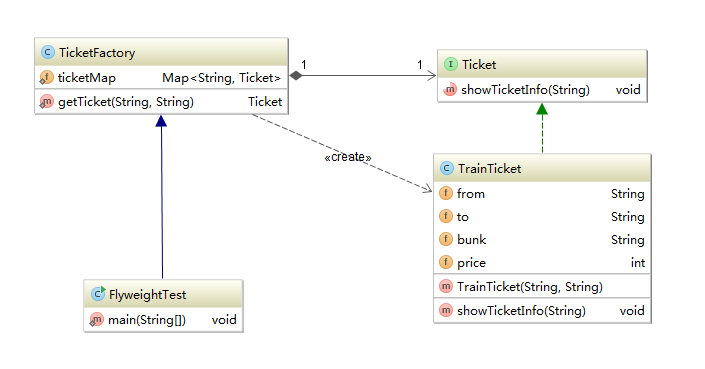 TicketFactory
ticketMap Map<String, Ticket>
getTicket(String, String) Ticket
1 1
Ticket
showTicketInfo(String) void
«create»
TrainTicket
from String
to String
bunk String
price int
TrainTicket(String, String)
showTicketInfo(String) void
FlyweightTest
main(String[]) void